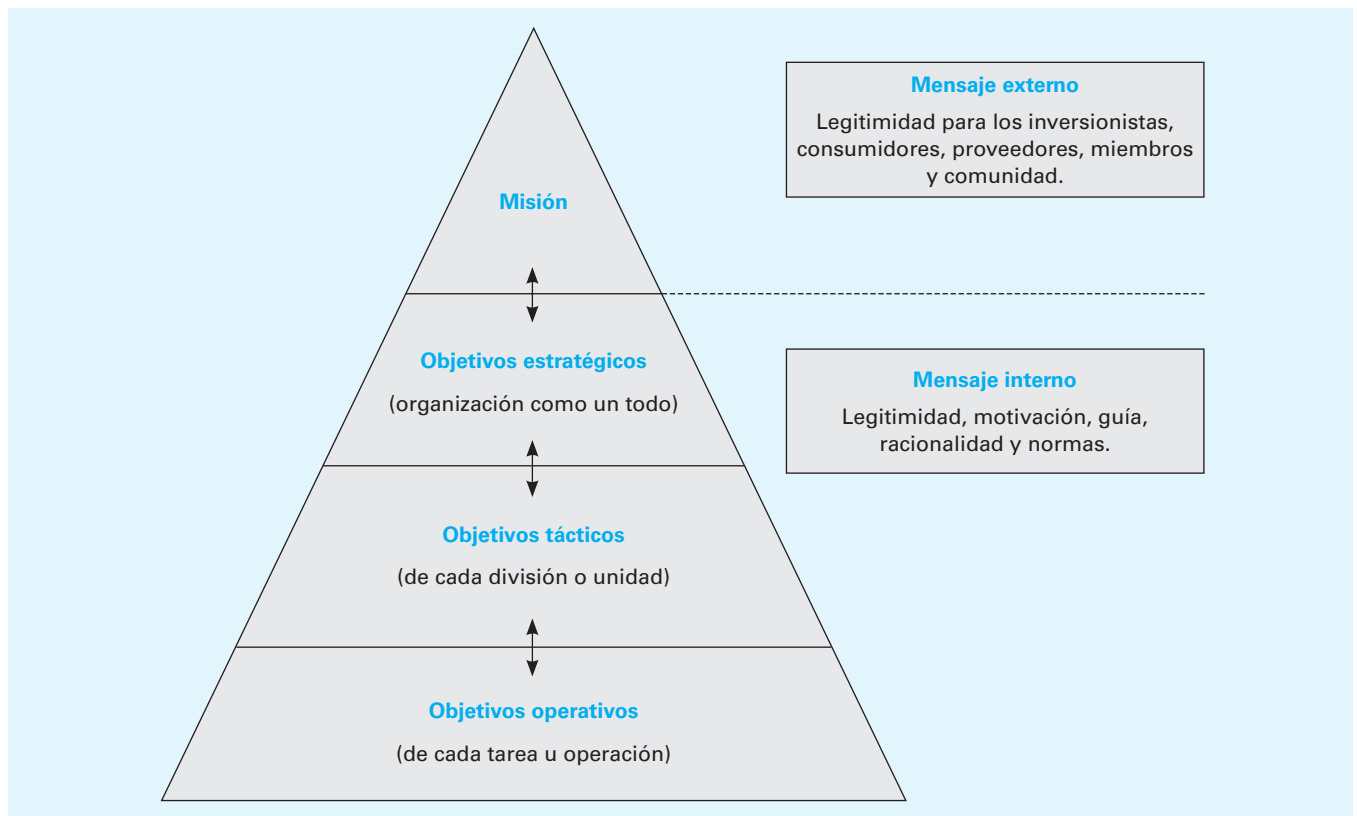 Mensaje externo
Legitimidad para los inversionistas,
consumidores, proveedores, miembros
y comunidad.
Misión
Objetivos estratégicos
(organización como un todo)
Mensaje interno
Legitimidad, motivación, guía,
racionalidad y normas.
Objetivos tácticos
(de cada división o unidad)
Objetivos operativos
(de cada tarea u operación)